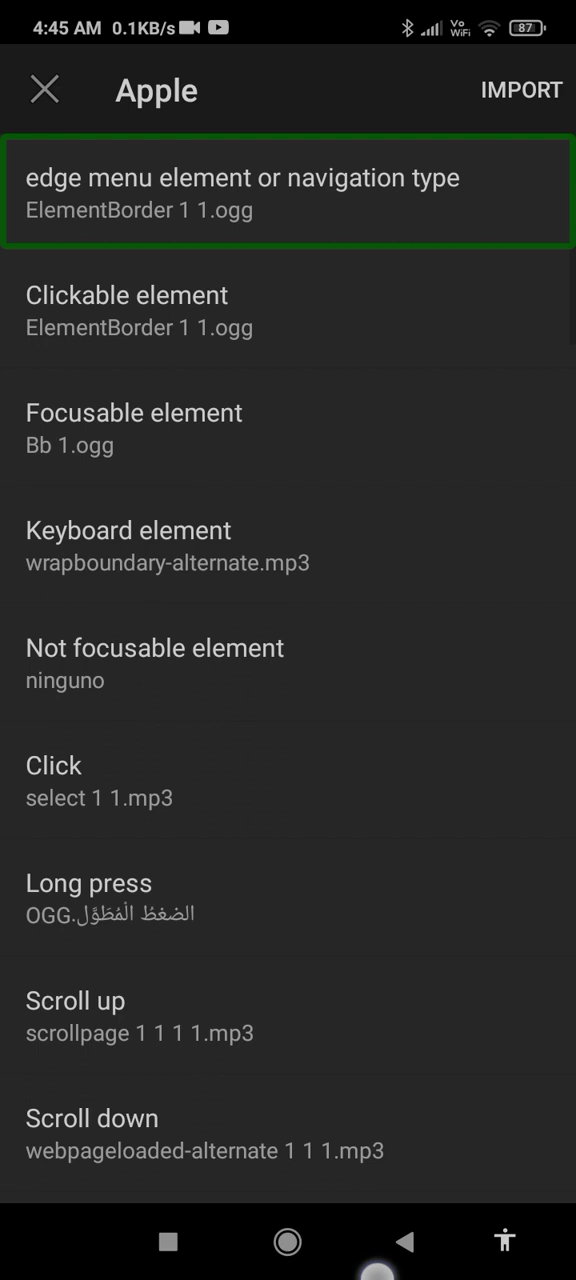 4:45 AM 0.1KB/s Vo WiFi 87
Apple IMPORT
edge menu element or navigation type
ElementBorder 1 1.ogg
Clickable element
ElementBorder 1 1.ogg
Focusable element
Bb 1.ogg
Keyboard element
wrapboundary-alternate.mp3
Not focusable element
ninguno
Click
select 1 1.mp3
Long press
الضغطُ الْمُطَوَّل.OGG
Scroll up
scrollpage 1 1 1 1.mp3
Scroll down
webpageloaded-alternate 1 1 1.mp3